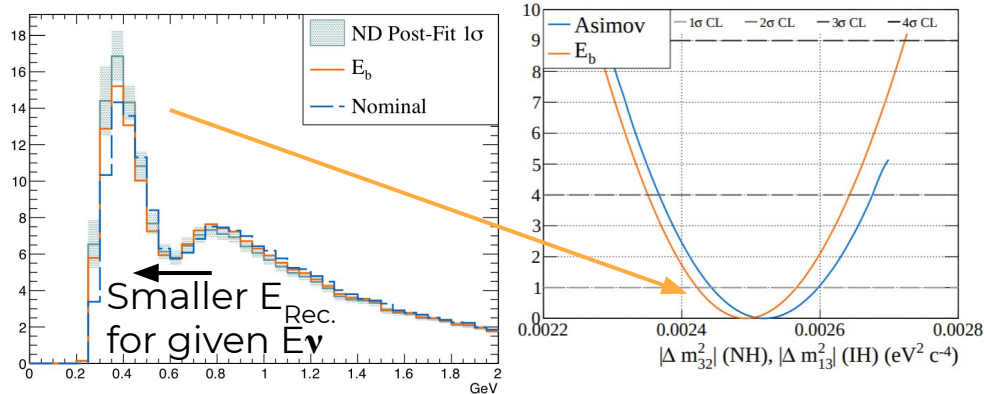 ND Post-Fit 1σ
E_b
Nominal
18
16
14
12
10
8
6
4
2
0
0 0.2 0.4 0.6 0.8 1 1.2 1.4 1.6 1.8 2
GeV
Smaller E_Rec.
for given Eν
Asimov
E_b
1σ CL 2σ CL 3σ CL 4σ CL
10
9
8
7
6
5
4
3
2
1
0
0.0022 0.0024 0.0026 0.0028
|Δ m²₃₂| (NH), |Δ m²₁₃| (IH) (eV² c⁻⁴)